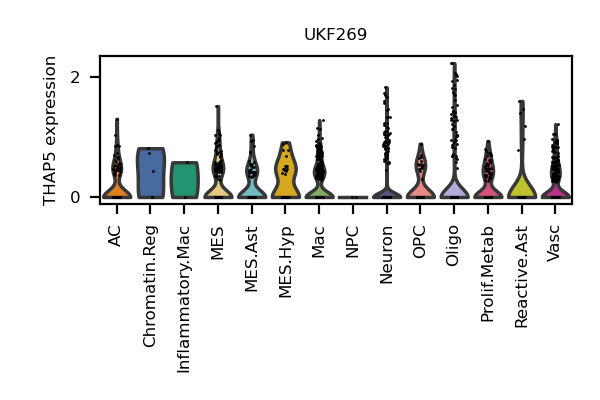 UKF269
THAP5 expression
2
0
AC
Chromatin.Reg
Inflammatory.Mac
MES
MES.Ast
MES.Hyp
Mac
NPC
Neuron
OPC
Oligo
Prolif.Metab
Reactive.Ast
Vasc